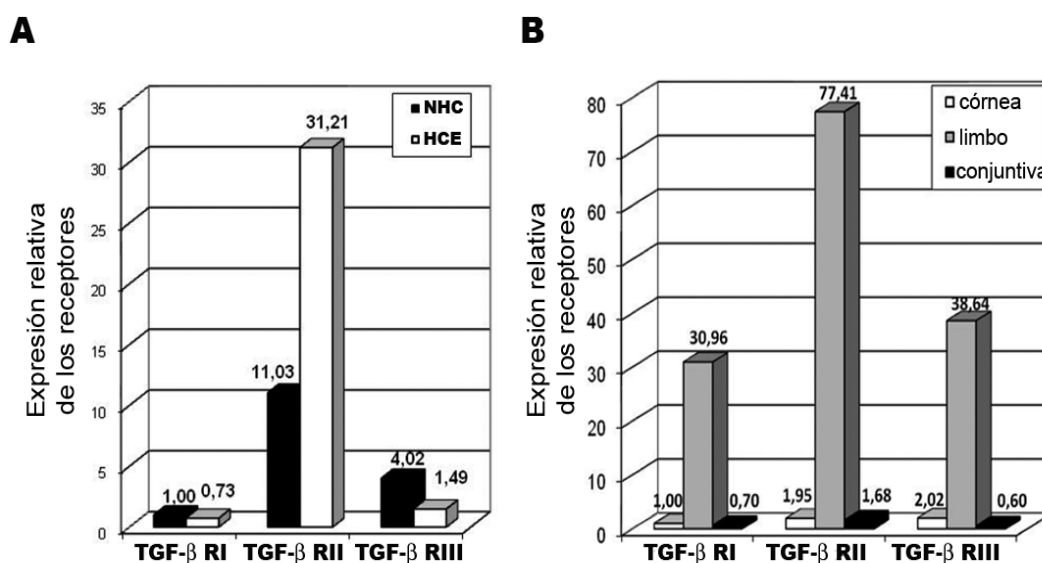 A
Expresión relativa
de los receptores
35
30
25
20
15
10
5
0
NHC
HCE
1,00
0,73
11,03
31,21
4,02
1,49
TGF-β RI
TGF-β RII
TGF-β RIII
B
Expresión relativa
de los receptores
80
70
60
50
40
30
20
10
0
córnea
limbo
conjuntiva
1,00
30,96
0,70
1,95
77,41
1,68
2,02
38,64
0,60
TGF-β RI
TGF-β RII
TGF-β RIII